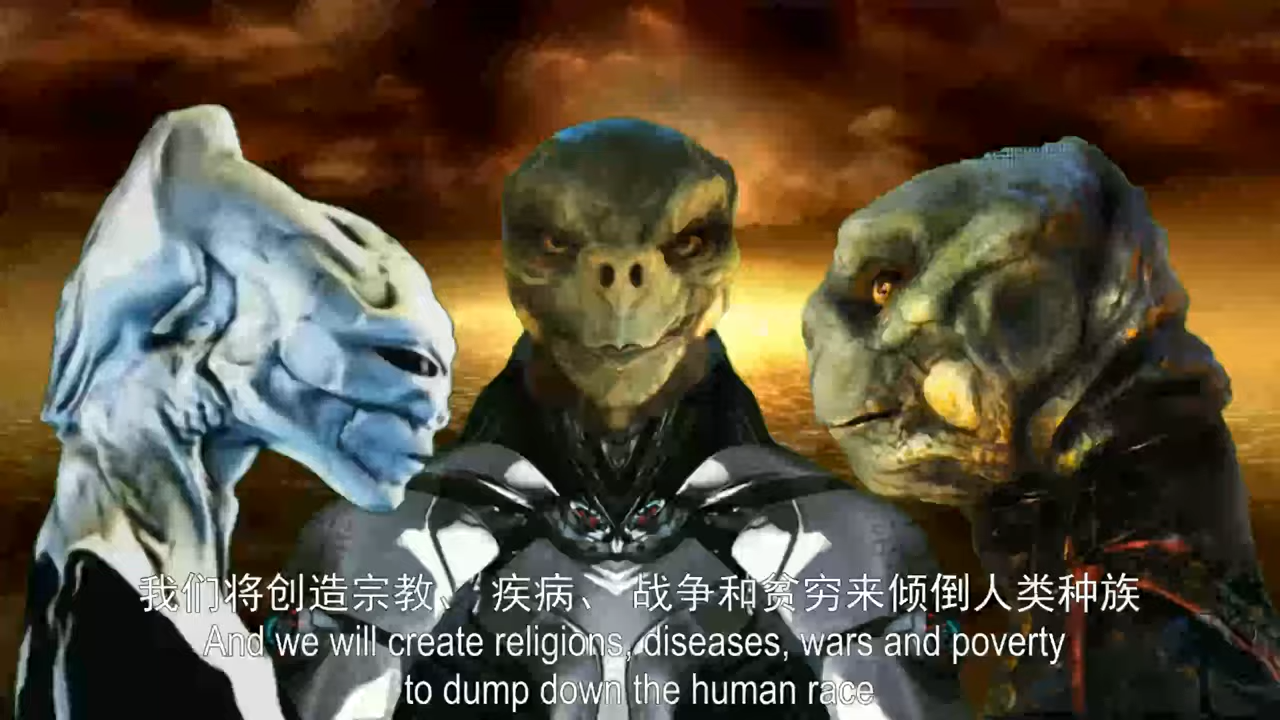 我们将创造宗教、 疾病、 战争和贫穷来倾倒人类种族
And we will create religions, diseases, wars and poverty
to dump down the human race